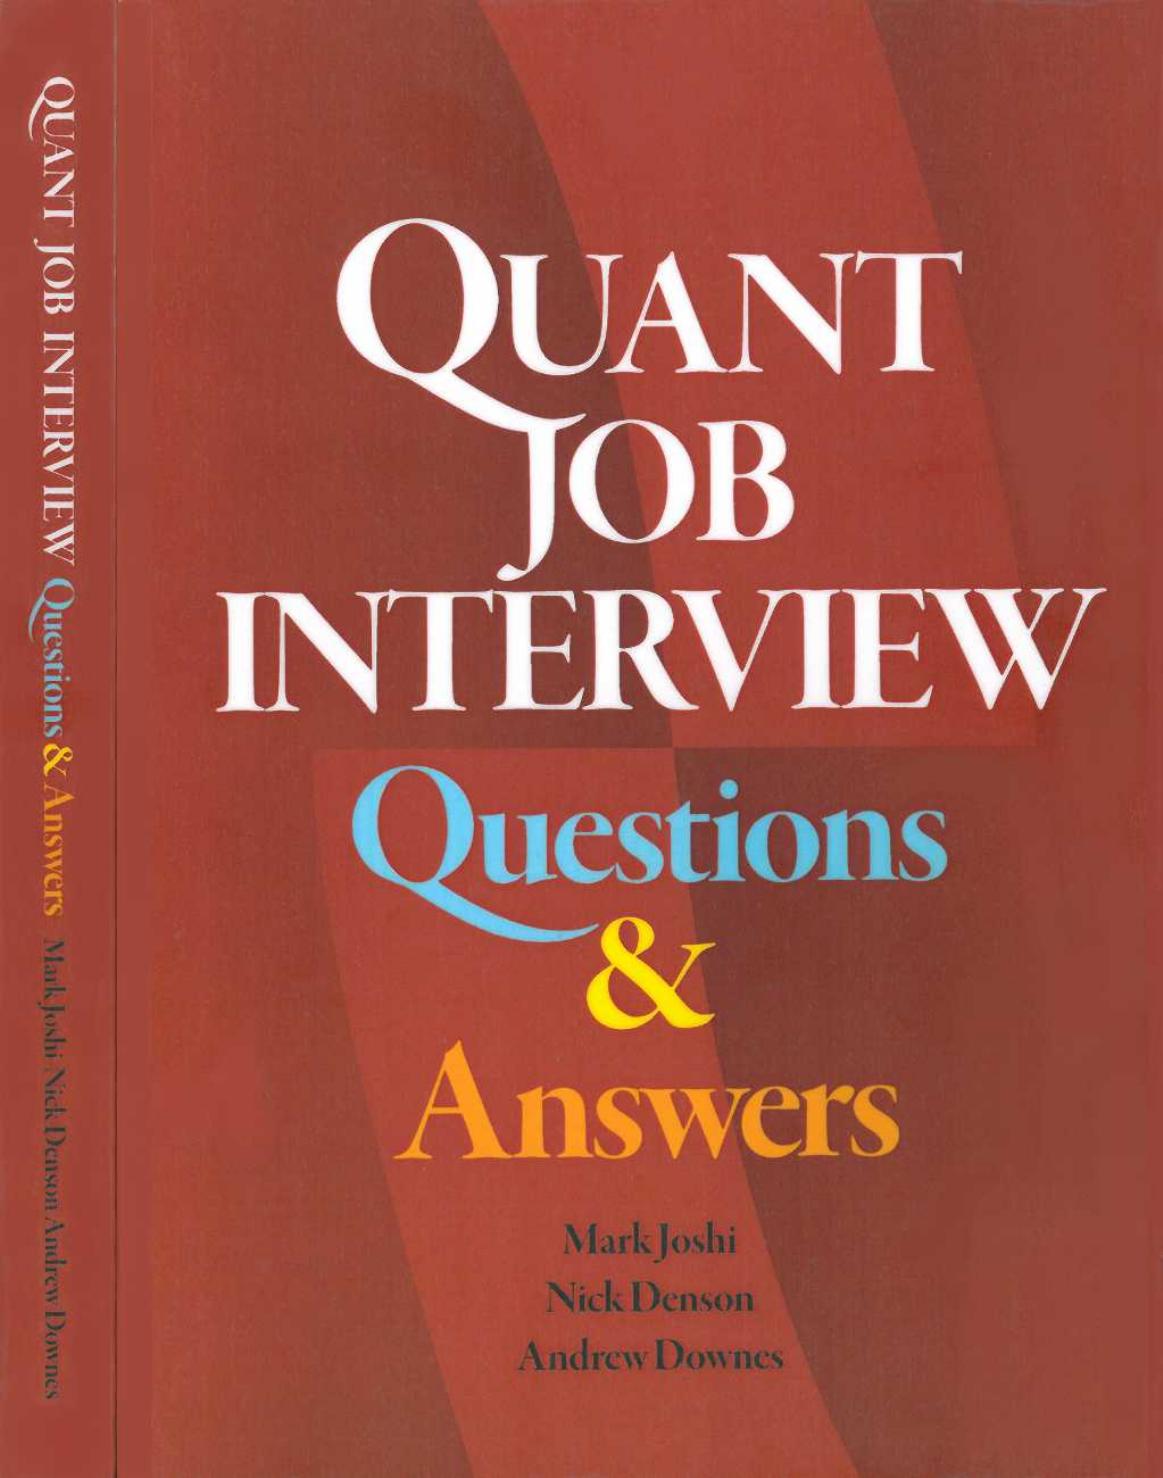 QUANT JOB INTERVIEW Questions & Answers Mark Joshi Nick Denson Andrew Downes
QUANT
JOB
INTERVIEW
Questions
&
Answers
Mark Joshi
Nick Denson
Andrew Downes